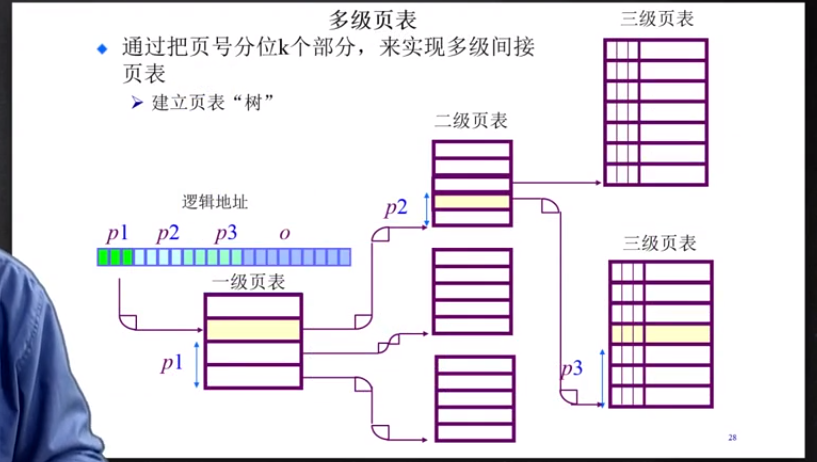 多级页表
三级页表
通过把页号分位k个部分，来实现多级间接
页表
建立页表“树”
二级页表
逻辑地址
p1 p2 p3 o
p2
一级页表
三级页表
p1
p3
28